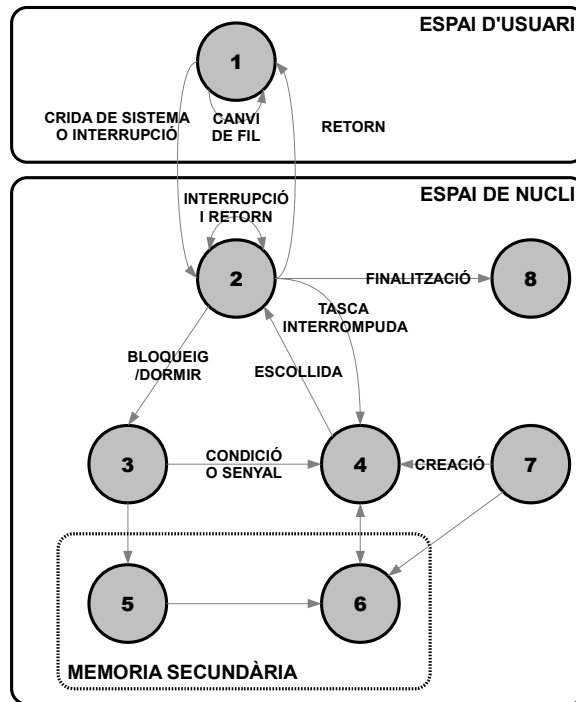 ESPAI D'USUARI
1
CRIDA DE SISTEMA
O INTERRUPCIÓ
CANVI
DE FIL
RETORN
ESPAI DE NUCLI
INTERRUPCIÓ
I RETORN
2
FINALITZACIÓ
8
TASCA
INTERROMPUDA
BLOQUEIG
/DORMIR
ESCOLLIDA
3
CONDICIÓ
O SENYAL
4
CREACIÓ
7
5
6
MEMORIA SECUNDÀRIA